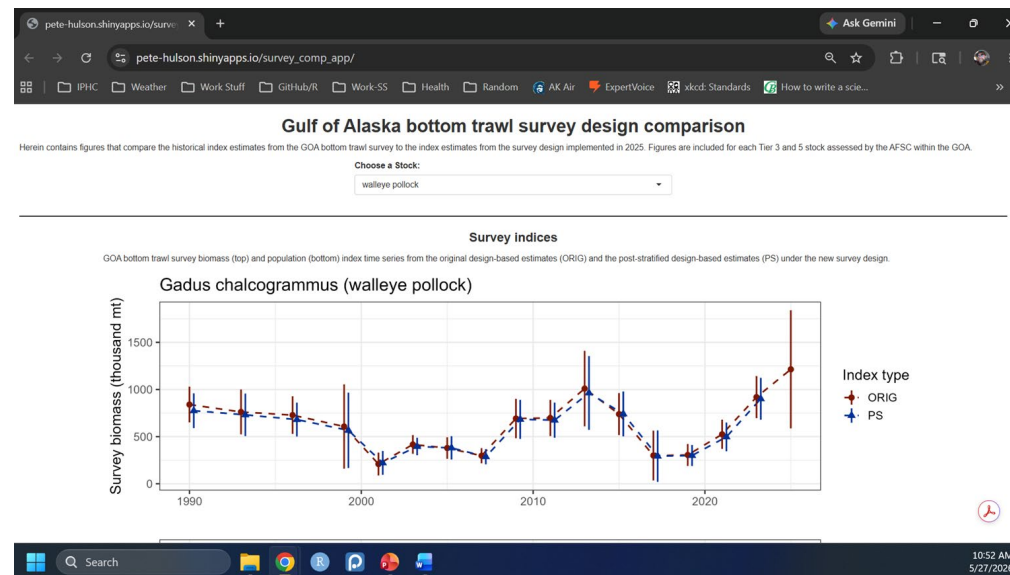 pete-hulson.shinyapps.io/surve
Ask Gemini
pete-hulson.shinyapps.io/survey_comp_app/
IPHC
Weather
Work Stuff
GitHub/R
Work-SS
Health
Random
AK Air
ExpertVoice
xkcd: Standards
How to write a scie...
»
Gulf of Alaska bottom trawl survey design comparison
Herein contains figures that compare the historical index estimates from the GOA bottom trawl survey to the index estimates from the survey design implemented in 2025. Figures are included for each Tier 3 and 5 stock assessed by the AFSC within the GOA.
Choose a Stock:
walleye pollock
Survey indices
GOA bottom trawl survey biomass (top) and population (bottom) index time series from the original design-based estimates (ORIG) and the post-stratified design-based estimates (PS) under the new survey design.
Gadus chalcogrammus (walleye pollock)
Survey biomass (thousand mt)
1500
1000
500
0
1990
2000
2010
2020
Index type
ORIG
PS
Search
R
10:52 AM
5/27/2026